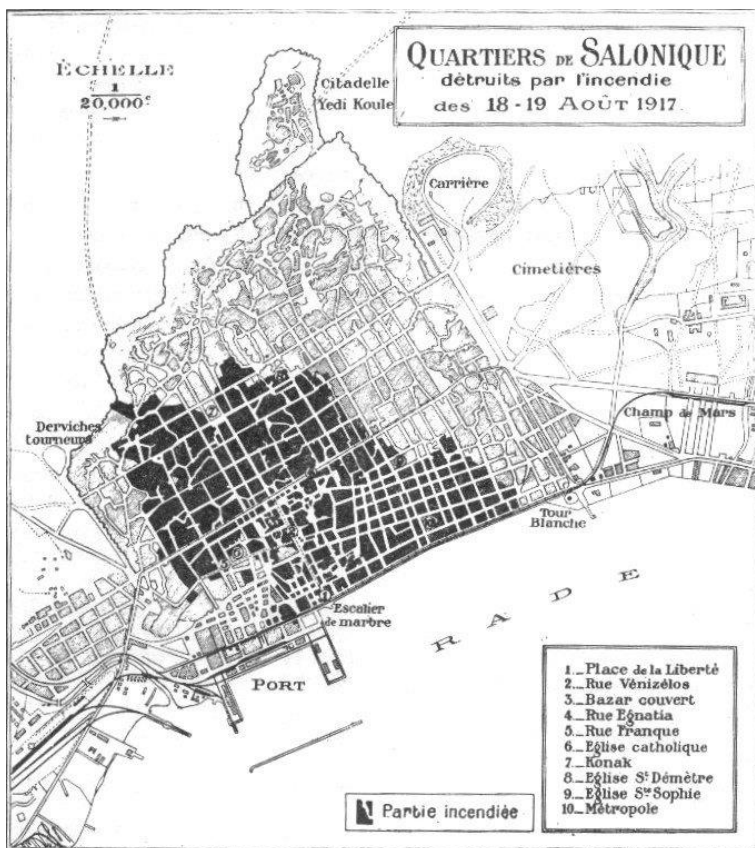 QUARTIERS DE SALONIQUE
détruits par l'incendie
des 18-19 AOÛT 1917.
ÉCHELLE
1
20,000ᵉ
Citadelle
Yedi Koule
Carrière
Cimetières
Derviches
tourneurs
Champ de Mars
Tour
Blanche
Escalier
de marbre
RADE
PORT
1_Place de la Liberté
2_Rue Vénizélos
3_Bazar couvert
4_Rue Egnatia
5_Rue Franque
6_Eglise catholique
7_Konak
8_Eglise Sᵗ Démètre
9_Eglise Sᵗᵉ Sophie
10_Métropole
Partie incendiée